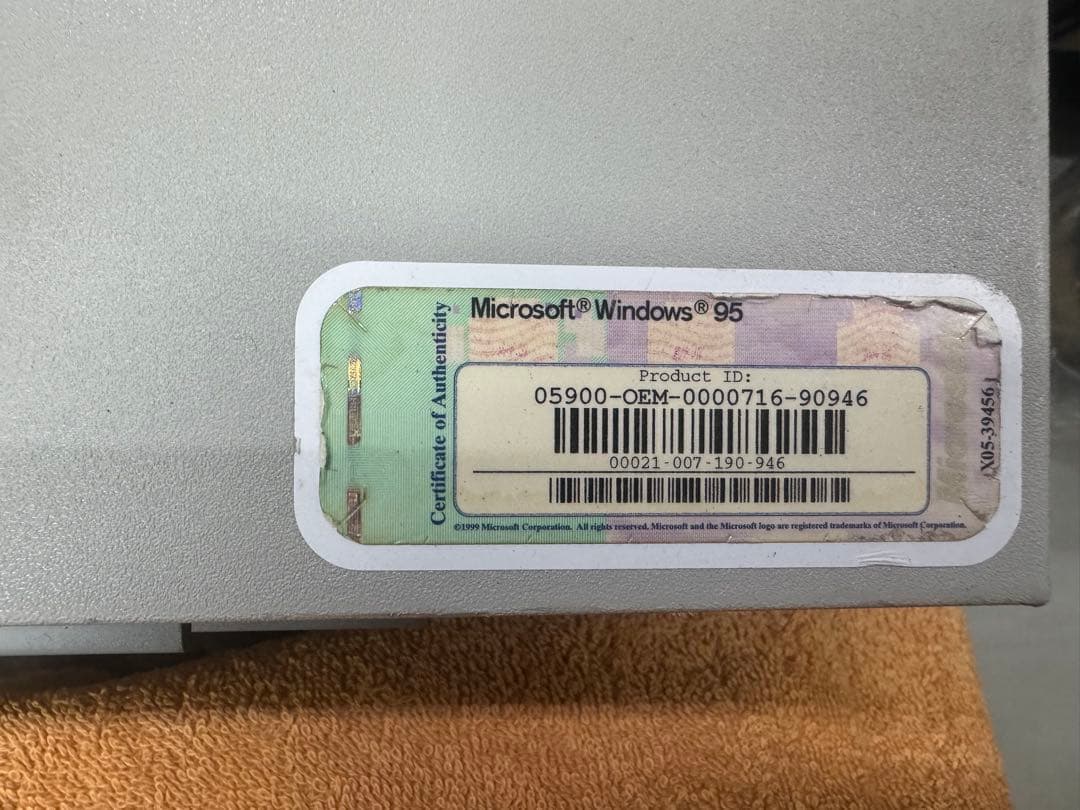 Microsoft® Windows® 95
Certificate of Authenticity
Product ID:
05900-OEM-0000716-90946
00021-007-190-946
X05-39456
©1999 Microsoft Corporation. All rights reserved, Microsoft and the Microsoft logo are registered trademarks of Microsoft Corporation.